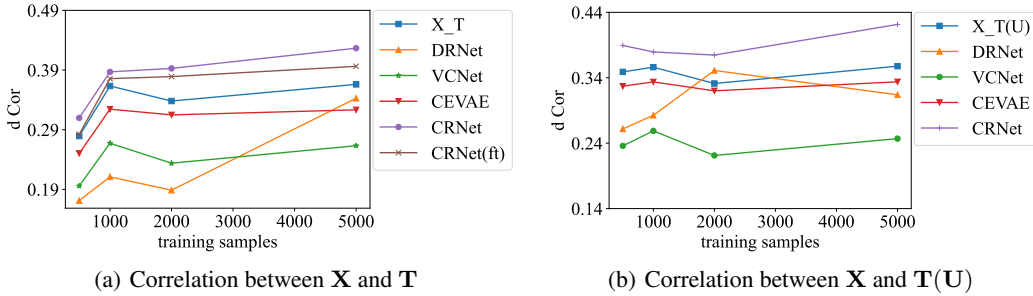 0.49
0.39
0.29
0.19
d Cor
1000
2000
3000
4000
5000
training samples
X_T
DRNet
VCNet
CEVAE
CRNet
CRNet(ft)
(a) Correlation between X and T
0.44
0.34
0.24
0.14
d Cor
1000
2000
3000
4000
5000
training samples
X_T(U)
DRNet
VCNet
CEVAE
CRNet
(b) Correlation between X and T(U)